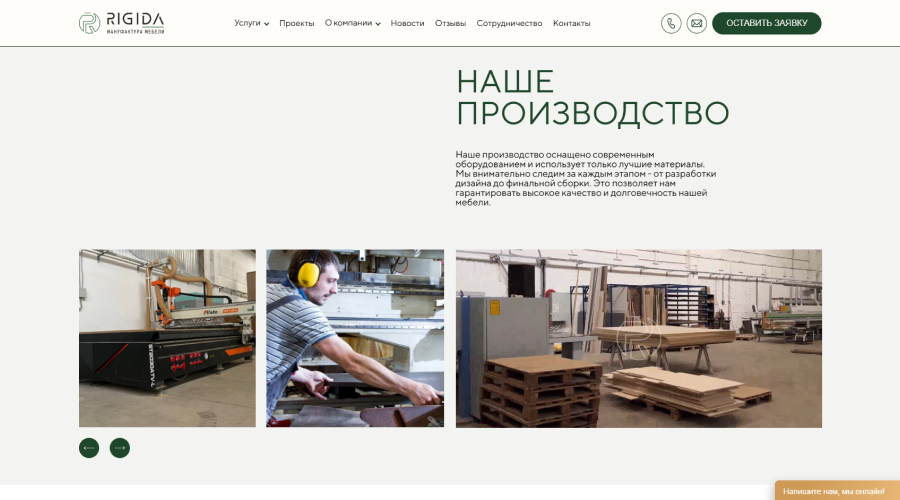 RIGIDA
МАНУФАКТУРА МЕБЕЛИ
Услуги
Проекты
О компании
Новости
Отзывы
Сотрудничество
Контакты
ОСТАВИТЬ ЗАЯВКУ
НАШЕ
ПРОИЗВОДСТВО
Наше производство оснащено современным
оборудованием и использует только лучшие материалы.
Мы внимательно следим за каждым этапом - от разработки
дизайна до финальной сборки. Это позволяет нам
гарантировать высокое качество и долговечность нашей
мебели.
Напишите нам, мы онлайн!